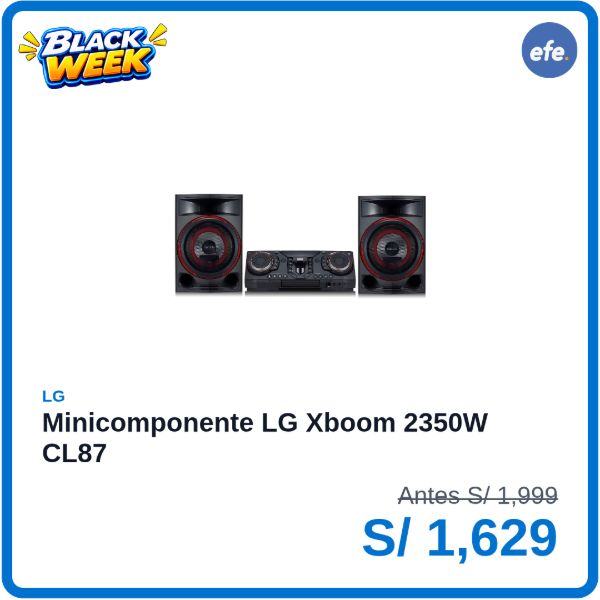 BLACK
WEEK
efe.
LG
Minicomponente LG Xboom 2350W
CL87
Antes S/ 1,999
S/ 1,629